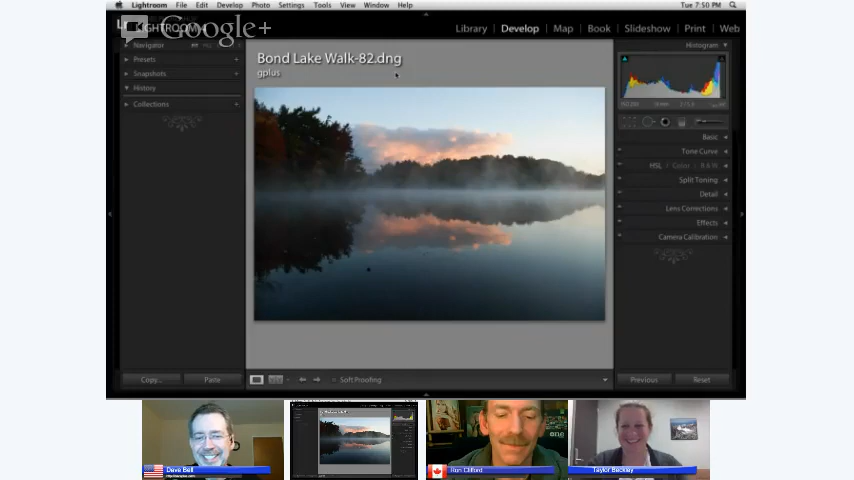 Lightroom File Edit Develop Photo Settings Tools View Window Help
Tue 7:50 PM
Google+
LIGHTROOM
Library Develop Map Book Slideshow Print Web
Navigator
Presets
Snapshots
History
Collections
Bond Lake Walk-82.dng
gplus
Histogram
Basic
Tone Curve
HSL Color B&W
Split Toning
Detail
Lens Corrections
Effects
Camera Calibration
Copy... Paste
Soft Proofing
Previous Reset
Dave Bell
Ron Clifford
Taylor Beckley